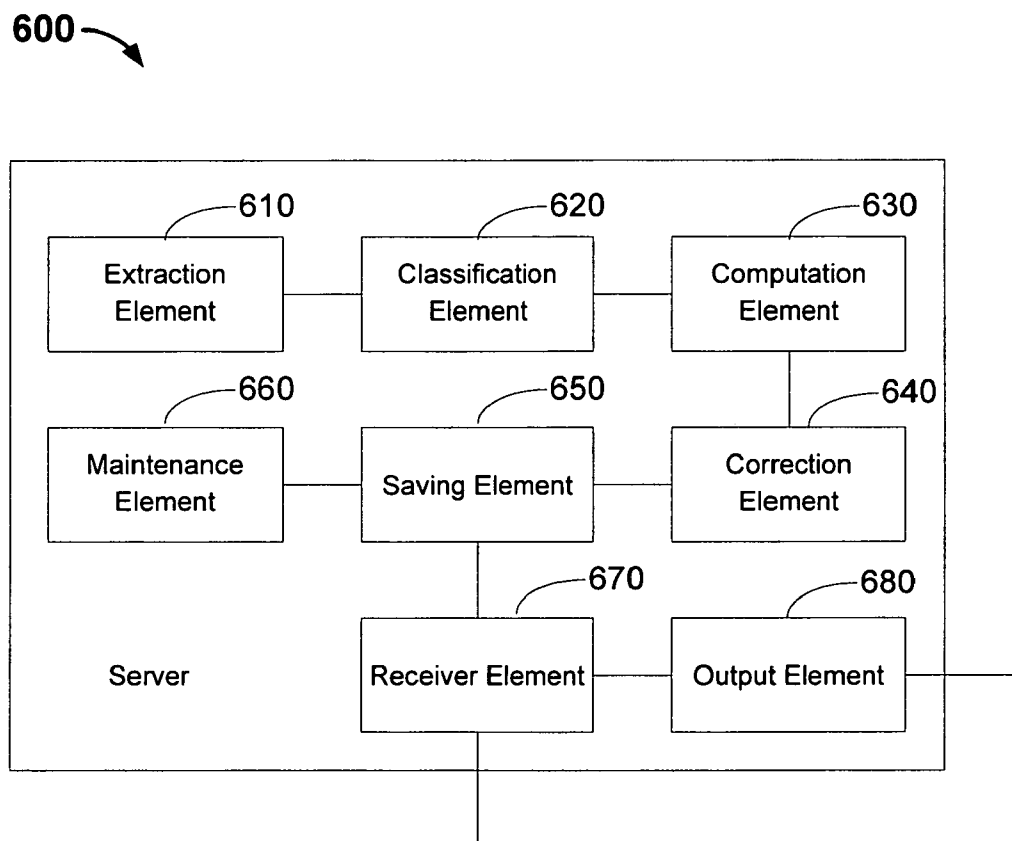 600
610
620
630
Extraction
Element
Classification
Element
Computation
Element
660
650
640
Maintenance
Element
Saving Element
Correction
Element
670
680
Server
Receiver Element
Output Element